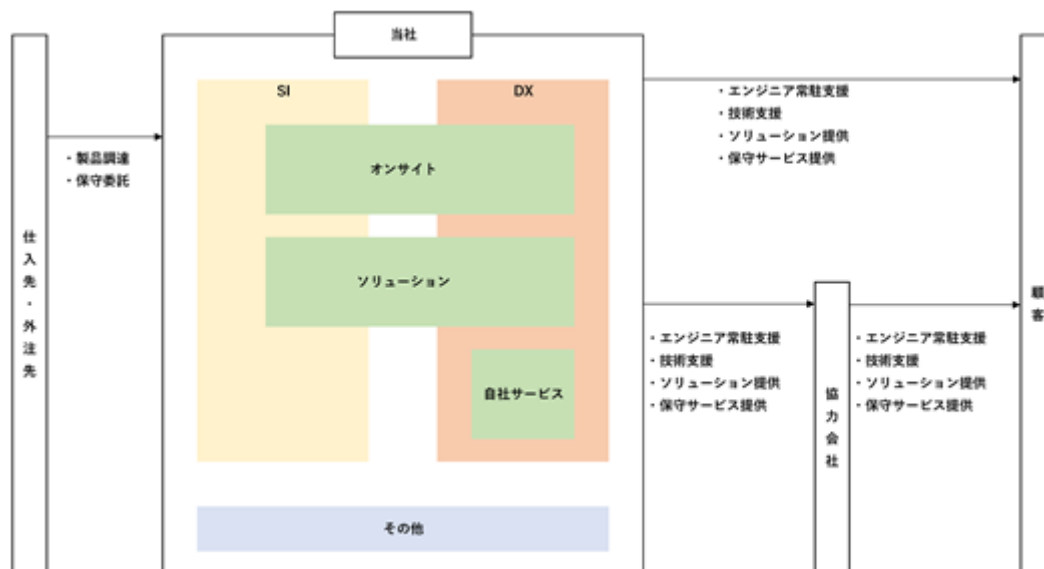 当社
SI
DX
オンサイト
ソリューション
自社サービス
その他
仕入先・外注先
・製品調達
・保守委託
・エンジニア常駐支援
・技術支援
・ソリューション提供
・保守サービス提供
・エンジニア常駐支援
・技術支援
・ソリューション提供
・保守サービス提供
協力会社
・エンジニア常駐支援
・技術支援
・ソリューション提供
・保守サービス提供
顧客